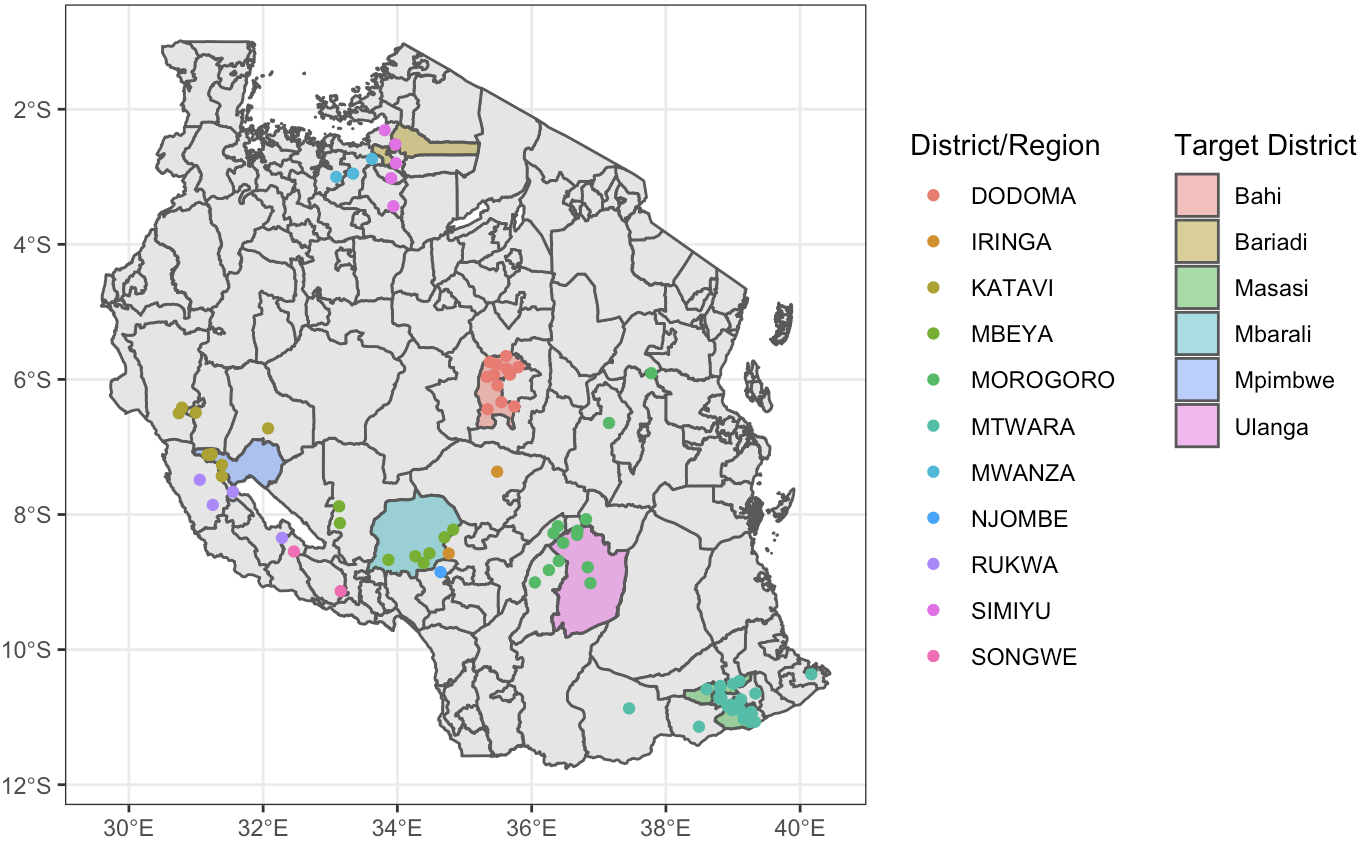 2°S
4°S
6°S
8°S
10°S
12°S
30°E
32°E
34°E
36°E
38°E
40°E
District/Region
DODOMA
IRINGA
KATAVI
MBEYA
MOROGORO
MTWARA
MWANZA
NJOMBE
RUKWA
SIMIYU
SONGWE
Target District
Bahi
Bariadi
Masasi
Mbarali
Mpimbwe
Ulanga